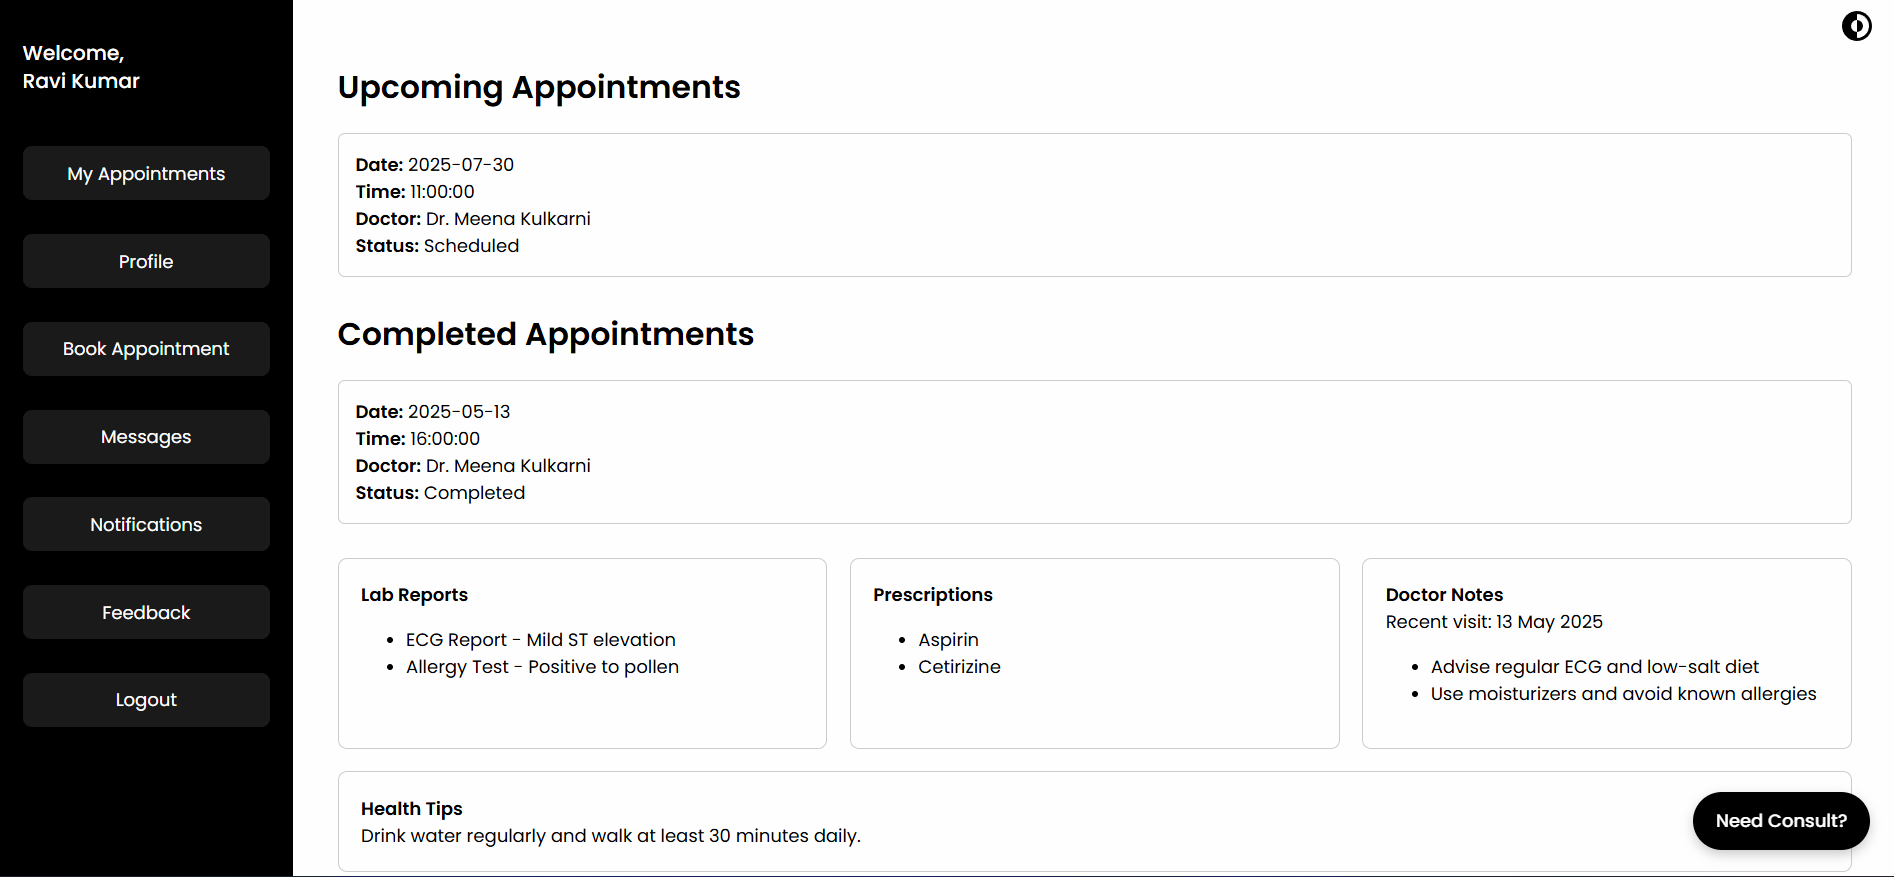 Welcome,
Ravi Kumar
My Appointments
Profile
Book Appointment
Messages
Notifications
Feedback
Logout
Upcoming Appointments
Date: 2025-07-30
Time: 11:00:00
Doctor: Dr. Meena Kulkarni
Status: Scheduled
Completed Appointments
Date: 2025-05-13
Time: 16:00:00
Doctor: Dr. Meena Kulkarni
Status: Completed
Lab Reports
• ECG Report - Mild ST elevation
• Allergy Test - Positive to pollen
Prescriptions
• Aspirin
• Cetirizine
Doctor Notes
Recent visit: 13 May 2025
• Advise regular ECG and low-salt diet
• Use moisturizers and avoid known allergies
Health Tips
Drink water regularly and walk at least 30 minutes daily.
Need Consult?